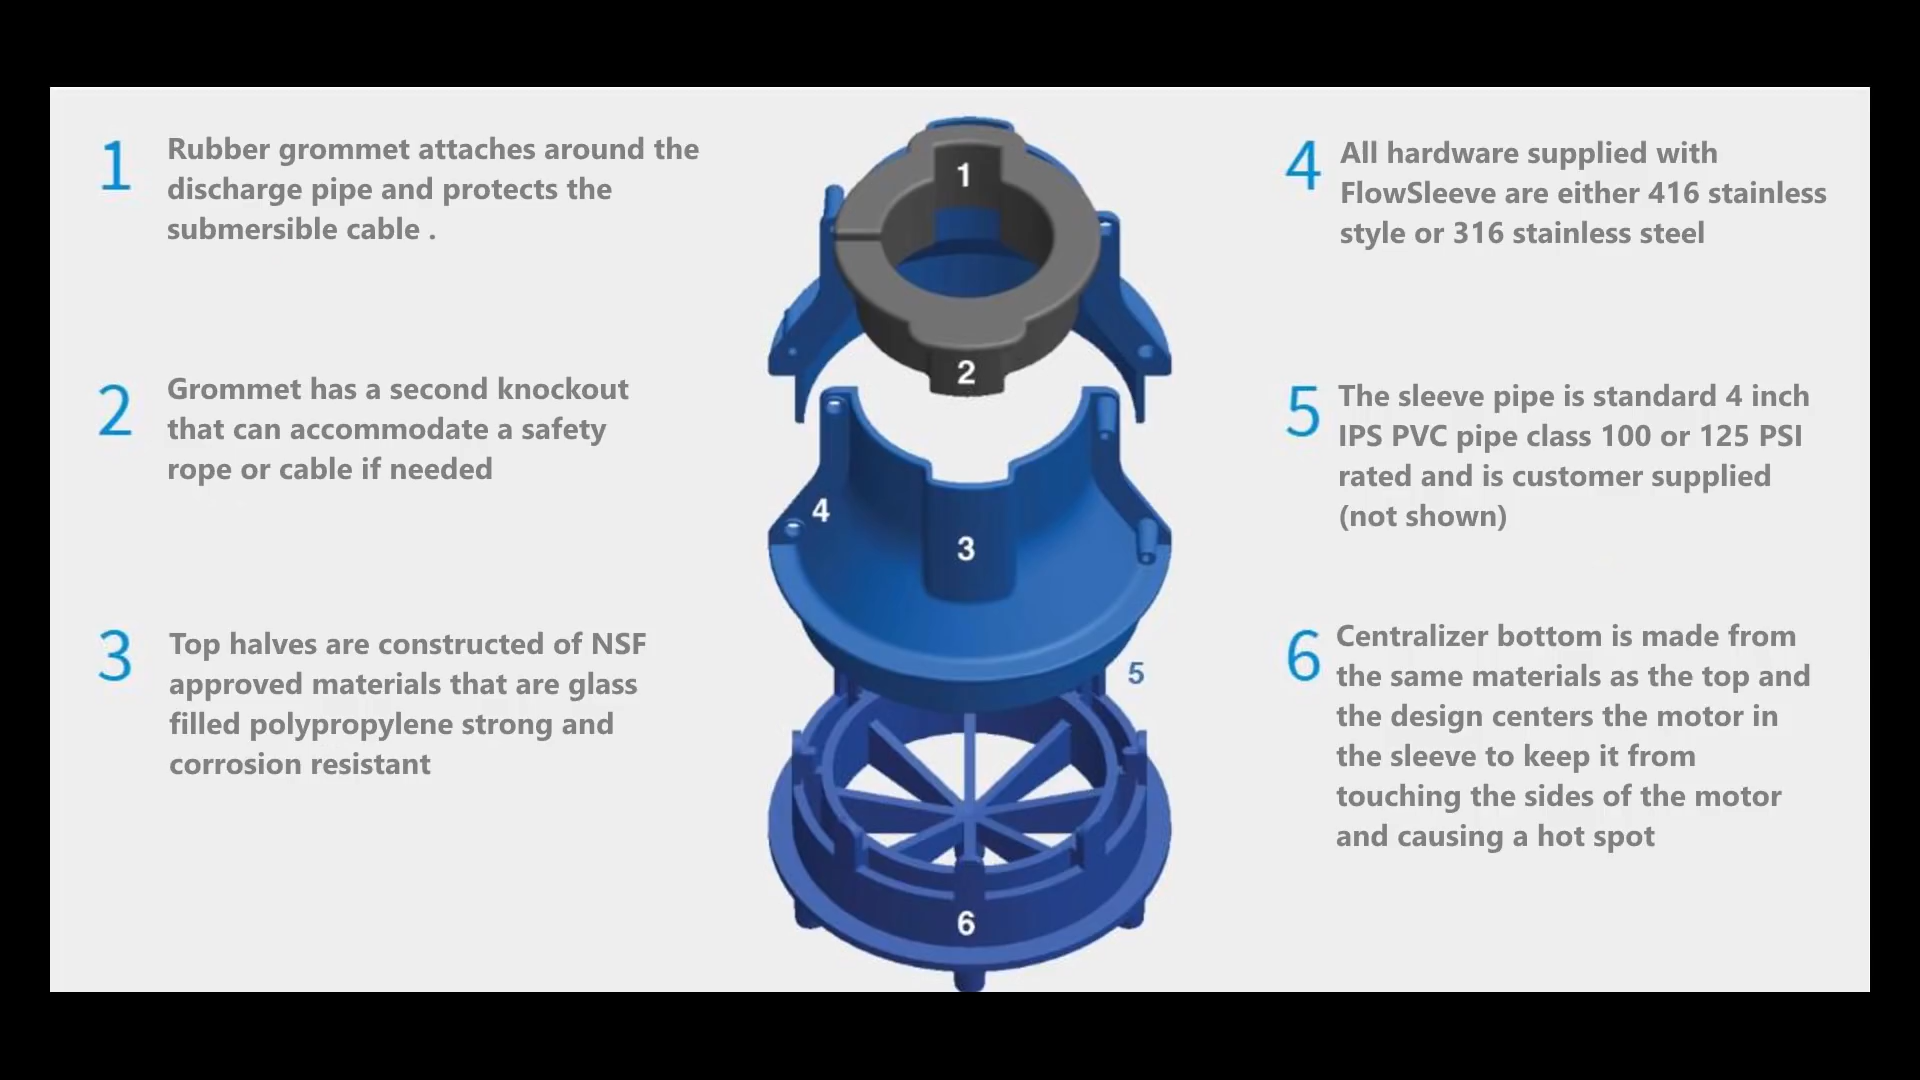 1
Rubber grommet attaches around the
discharge pipe and protects the
submersible cable .
2
Grommet has a second knockout
that can accommodate a safety
rope or cable if needed
3
Top halves are constructed of NSF
approved materials that are glass
filled polypropylene strong and
corrosion resistant
1
2
3
4
5
6
4
All hardware supplied with
FlowSleeve are either 416 stainless
style or 316 stainless steel
5
The sleeve pipe is standard 4 inch
IPS PVC pipe class 100 or 125 PSI
rated and is customer supplied
(not shown)
6
Centralizer bottom is made from
the same materials as the top and
the design centers the motor in
the sleeve to keep it from
touching the sides of the motor
and causing a hot spot